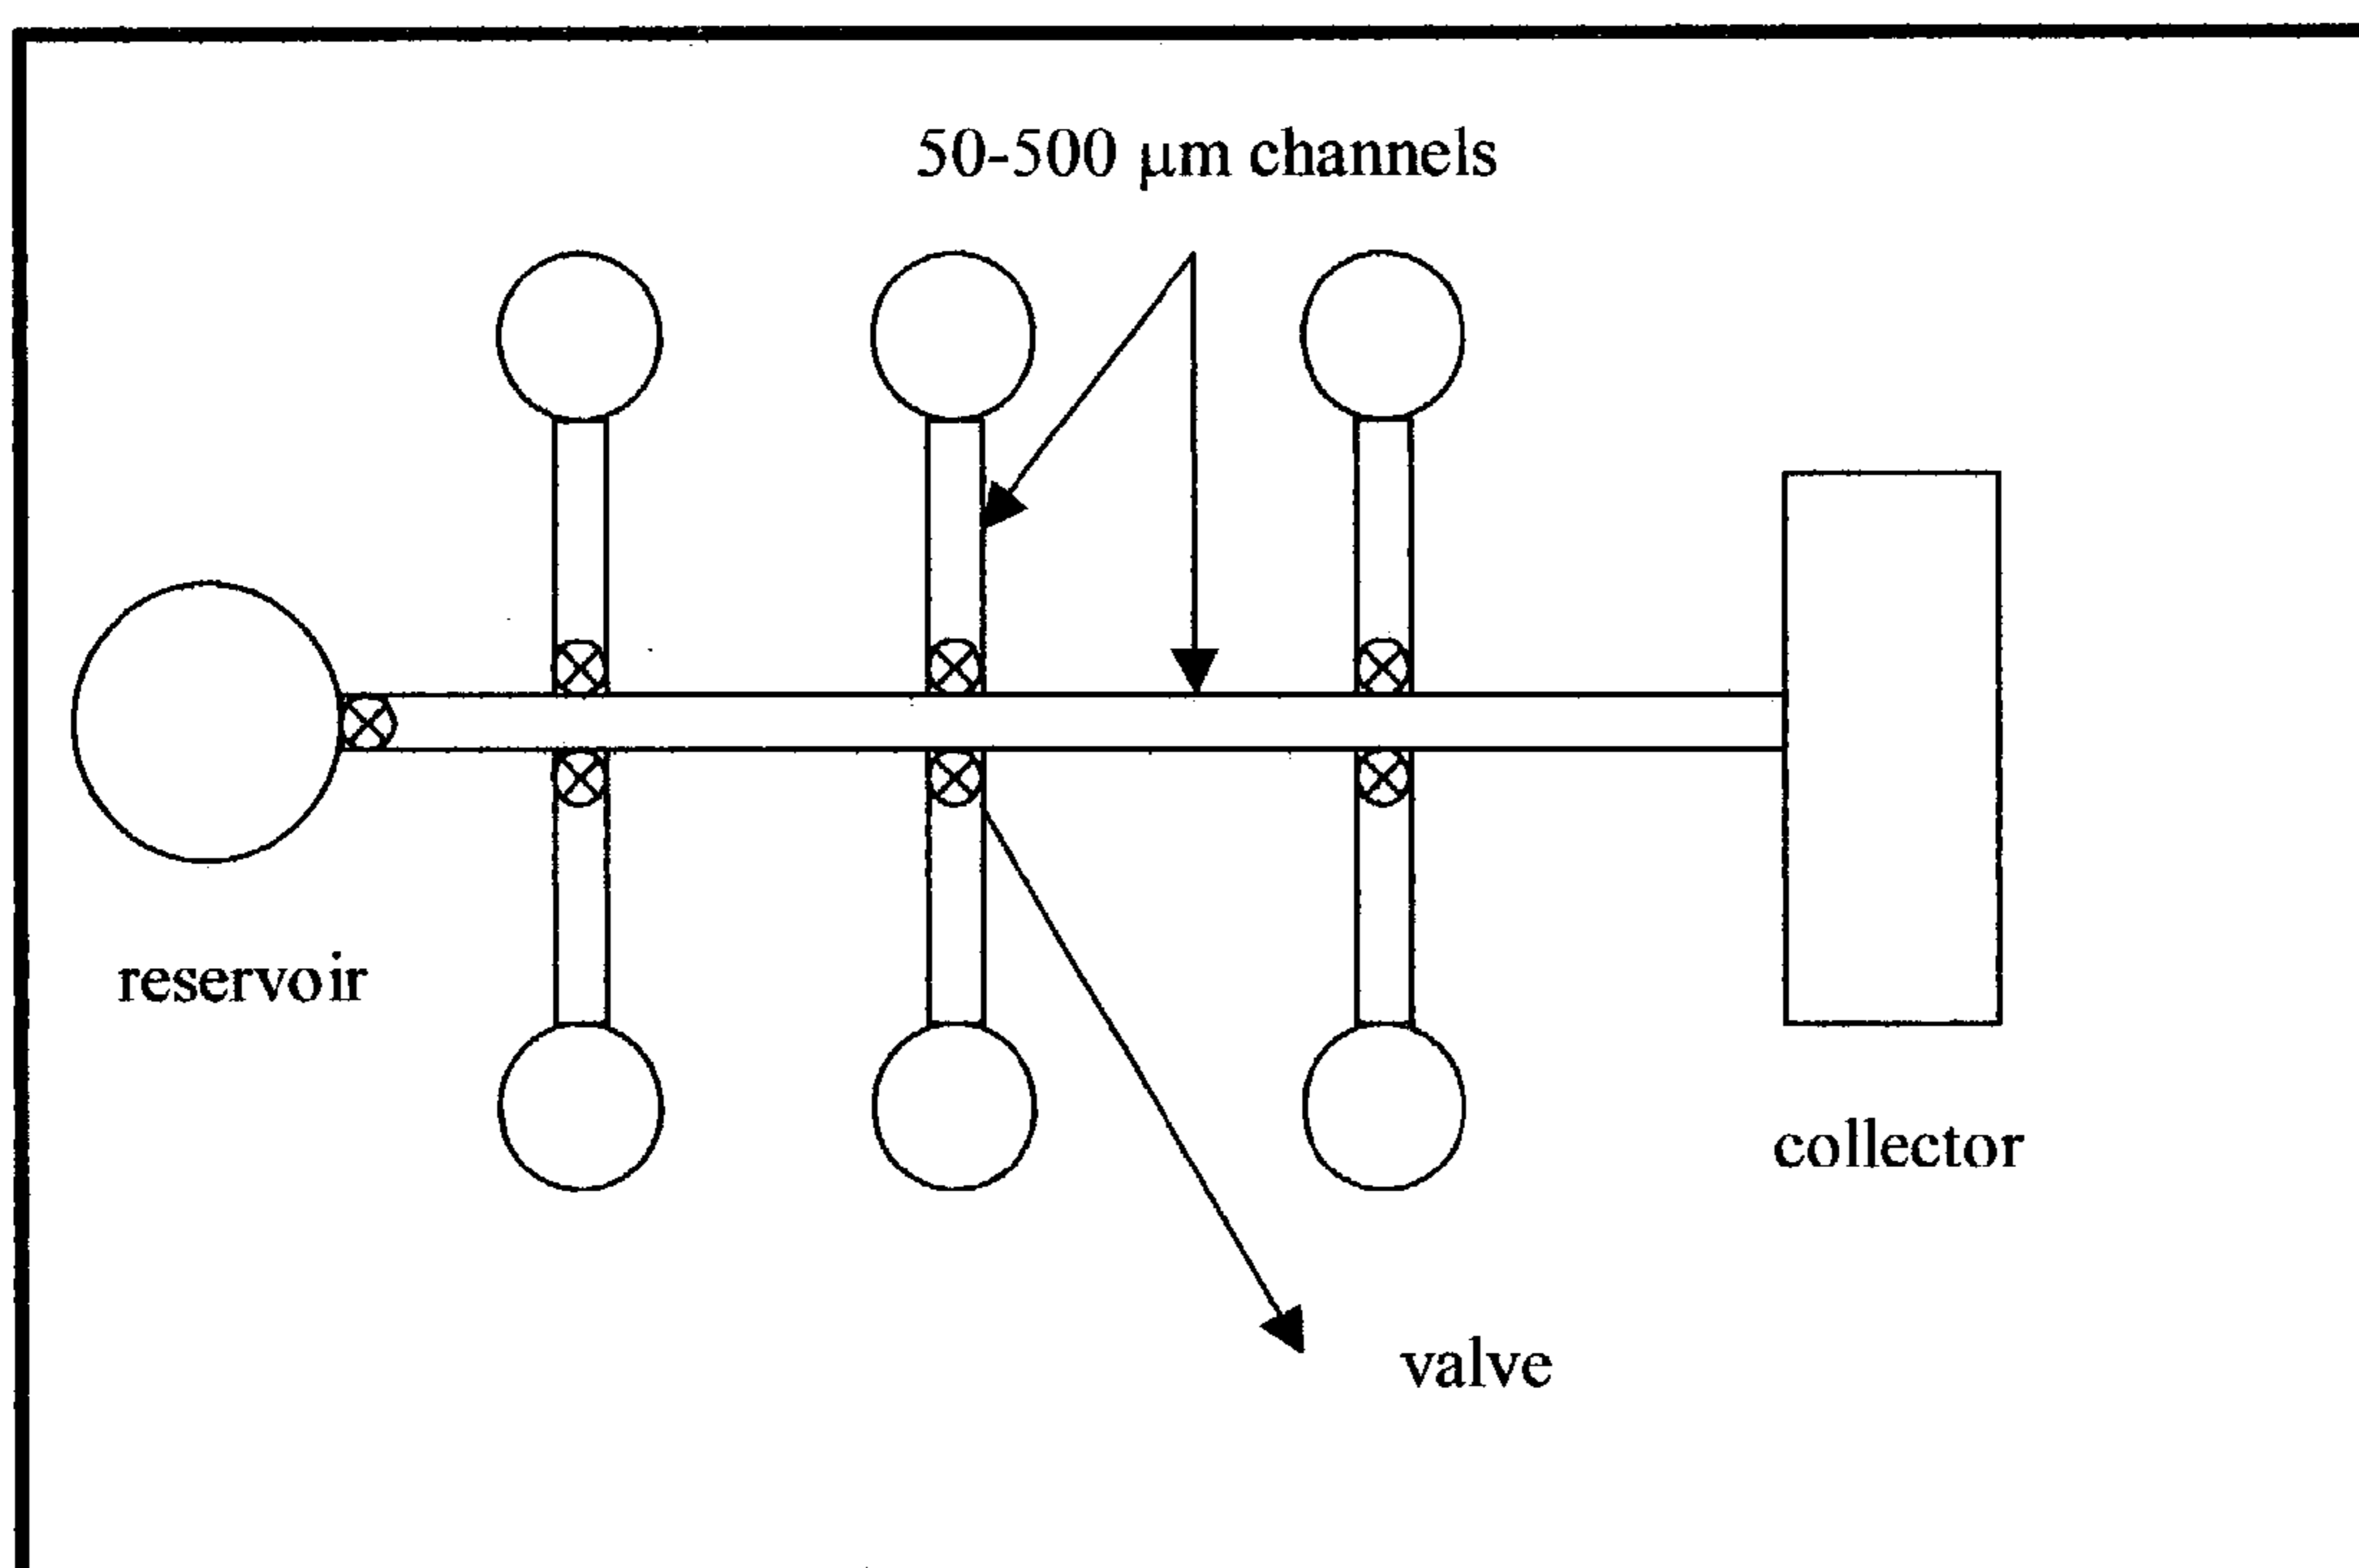 50-500 μm channels
reservoir
collector
valve